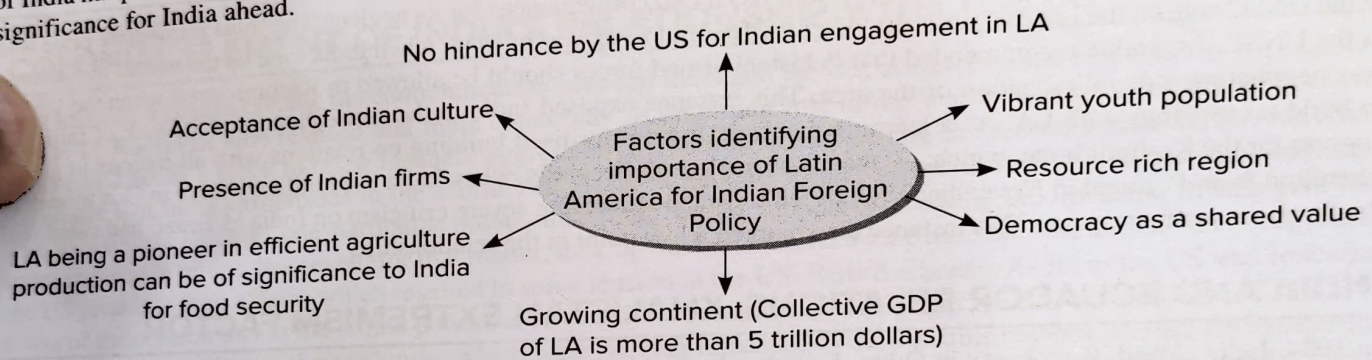 significance for India ahead.
No hindrance by the US for Indian engagement in LA
Acceptance of Indian culture
Presence of Indian firms
LA being a pioneer in efficient agriculture
production can be of significance to India
for food security
Factors identifying
importance of Latin
America for Indian Foreign
Policy
Vibrant youth population
Resource rich region
Democracy as a shared value
Growing continent (Collective GDP
of LA is more than 5 trillion dollars)